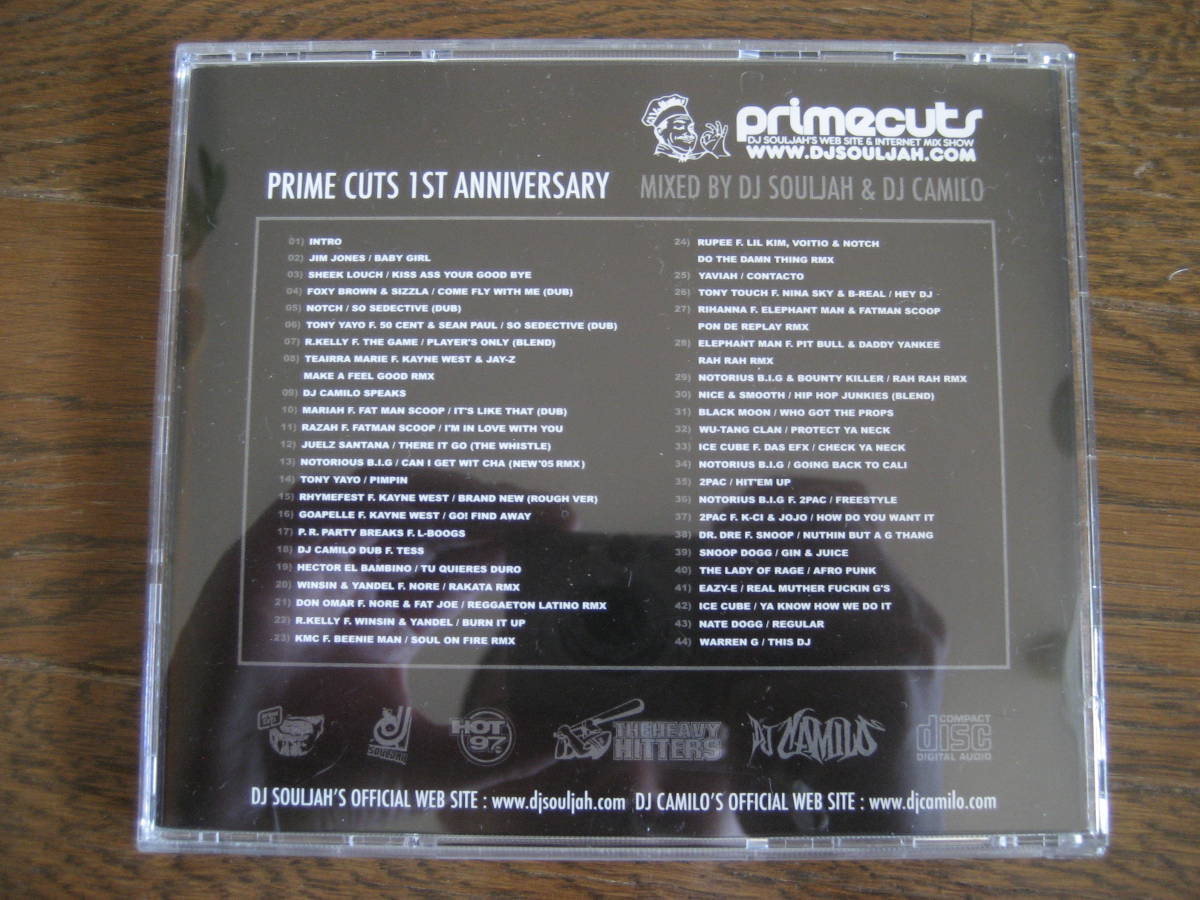 primecuts
DJ SOULJAH'S WEB SITE & INTERNET MIX SHOW
WWW.DJSOULJAH.COM
PRIME CUTS 1ST ANNIVERSARY MIXED BY DJ SOULJAH & DJ CAMILO
01) INTRO
02) JIM JONES / BABY GIRL
03) SHEEK LOUCH / KISS ASS YOUR GOOD BYE
04) FOXY BROWN & SIZZLA / COME FLY WITH ME (DUB)
05) NOTCH / SO SEDECTIVE (DUB)
06) TONY YAYO F. 50 CENT & SEAN PAUL / SO SEDECTIVE (DUB)
07) R.KELLY F. THE GAME / PLAYER'S ONLY (BLEND)
08) TEAIRRA MARIE F. KAYNE WEST & JAY-Z
MAKE A FEEL GOOD RMX
09) DJ CAMILO SPEAKS
10) MARIAH F. FAT MAN SCOOP / IT'S LIKE THAT (DUB)
11) RAZAH F. FATMAN SCOOP / I'M IN LOVE WITH YOU
12) JUELZ SANTANA / THERE IT GO (THE WHISTLE)
13) NOTORIOUS B.I.G / CAN I GET WIT CHA (NEW '05 RMX)
14) TONY YAYO / PIMPIN
15) RHYMEFEST F. KAYNE WEST / BRAND NEW (ROUGH VER)
16) GOAPELLE F. KAYNE WEST / GO! FIND AWAY
17) P.R. PARTY BREAKS F. L-BOOGS
18) DJ CAMILO DUB F. TESS
19) HECTOR EL BAMBINO / TU QUIERES DURO
20) WINSIN & YANDEL F. NORE / RAKATA RMX
21) DON OMAR F. NORE & FAT JOE / REGGAETON LATINO RMX
22) R.KELLY F. WINSIN & YANDEL / BURN IT UP
23) KMC F. BEENIE MAN / SOUL ON FIRE RMX
24) RUPEE F. LIL KIM, VOITIO & NOTCH
DO THE DAMN THING RMX
25) YAVIAH / CONTACTO
26) TONY TOUCH F. NINA SKY & B-REAL / HEY DJ
27) RIHANNA F. ELEPHANT MAN & FATMAN SCOOP
PON DE REPLAY RMX
28) ELEPHANT MAN F. PIT BULL & DADDY YANKEE
RAH RAH RMX
29) NOTORIUS B.I.G & BOUNTY KILLER / RAH RAH RMX
30) NICE & SMOOTH / HIP HOP JUNKIES (BLEND)
31) BLACK MOON / WHO GOT THE PROPS
32) WU-TANG CLAN / PROTECT YA NECK
33) ICE CUBE F. DAS EFX / CHECK YA NECK
34) NOTORIUS B.I.G / GOING BACK TO CALI
35) 2PAC / HIT'EM UP
36) NOTORIUS B.I.G F. 2PAC / FREESTYLE
37) 2PAC F. K-CI & JOJO / HOW DO YOU WANT IT
38) DR. DRE F. SNOOP / NUTHIN BUT A G THANG
39) SNOOP DOGG / GIN & JUICE
40) THE LADY OF RAGE / AFRO PUNK
41) EAZY-E / REAL MUTHER FUCKIN G'S
42) ICE CUBE / YA KNOW HOW WE DO IT
43) NATE DOGG / REGULAR
44) WARREN G / THIS DJ
HOT
97
THE HEAVY
HITTERS
DJ CAMILO
COMPACT
disc
DIGITAL AUDIO
DJ SOULJAH'S OFFICIAL WEB SITE : www.djsouljah.com DJ CAMILO'S OFFICIAL WEB SITE : www.djcamilo.com